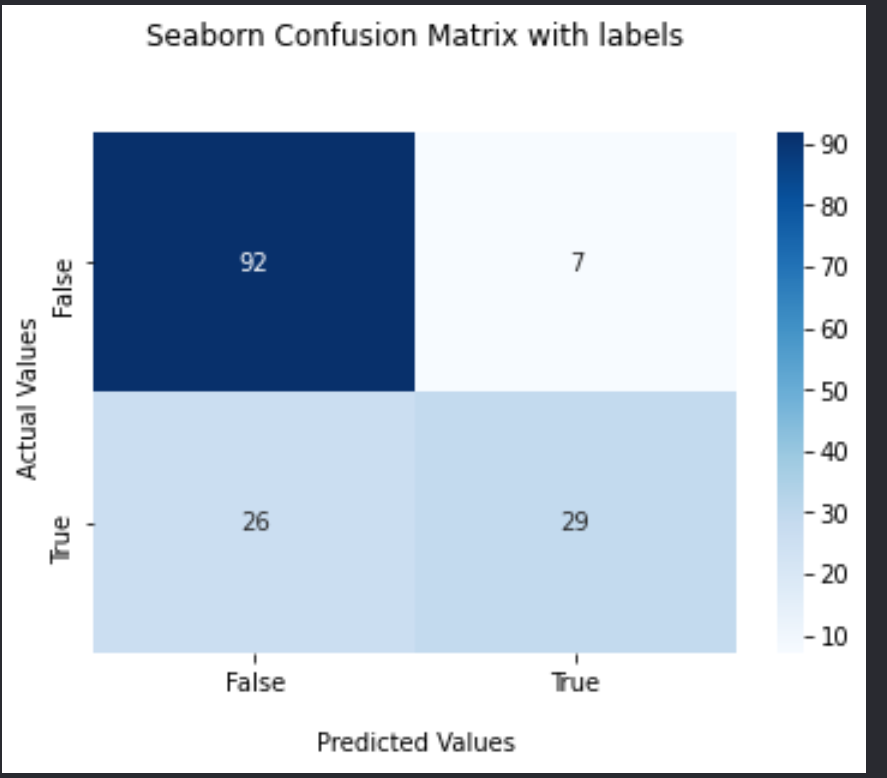 Seaborn Confusion Matrix with labels
Actual Values
False
92
7
True
26
29
False
True
Predicted Values
90
80
70
60
50
40
30
20
10